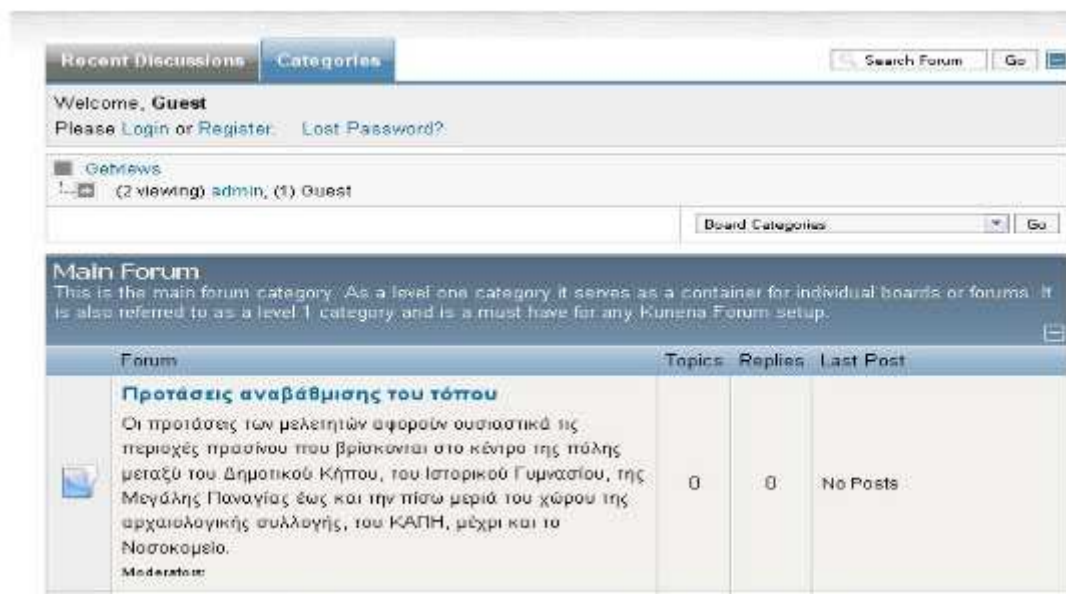 Recent Discussions Categories Search Forum Go
Welcome, Guest
Please Login or Register. Lost Password?
Getviews
(2 viewing) admin, (1) Guest
Board Categories Go
Main Forum
This is the main forum category. As a level one category it serves as a container for individual boards or forums. It
is also referred to as a level 1 category and is a must have for any Kunena Forum setup.
Forum Topics Replies Last Post
Προτάσεις αναβάθμισης του τόπου
Οι προτάσεις των μελετητών αφορούν ουσιαστικά τις
περιοχές πρασίνου που βρίσκονται στο κέντρο της πόλης
μεταξύ του Δημοτικού Κήπου, του Ιστορικού Γυμνασίου, της
Μεγάλης Παναγίας έως και την πίσω μεριά του χώρου της
αρχαιολογικής συλλογής, του ΚΑΠΗ, μέχρι και το
Νοσοκομείο.
0 0 No Posts
Moderators: